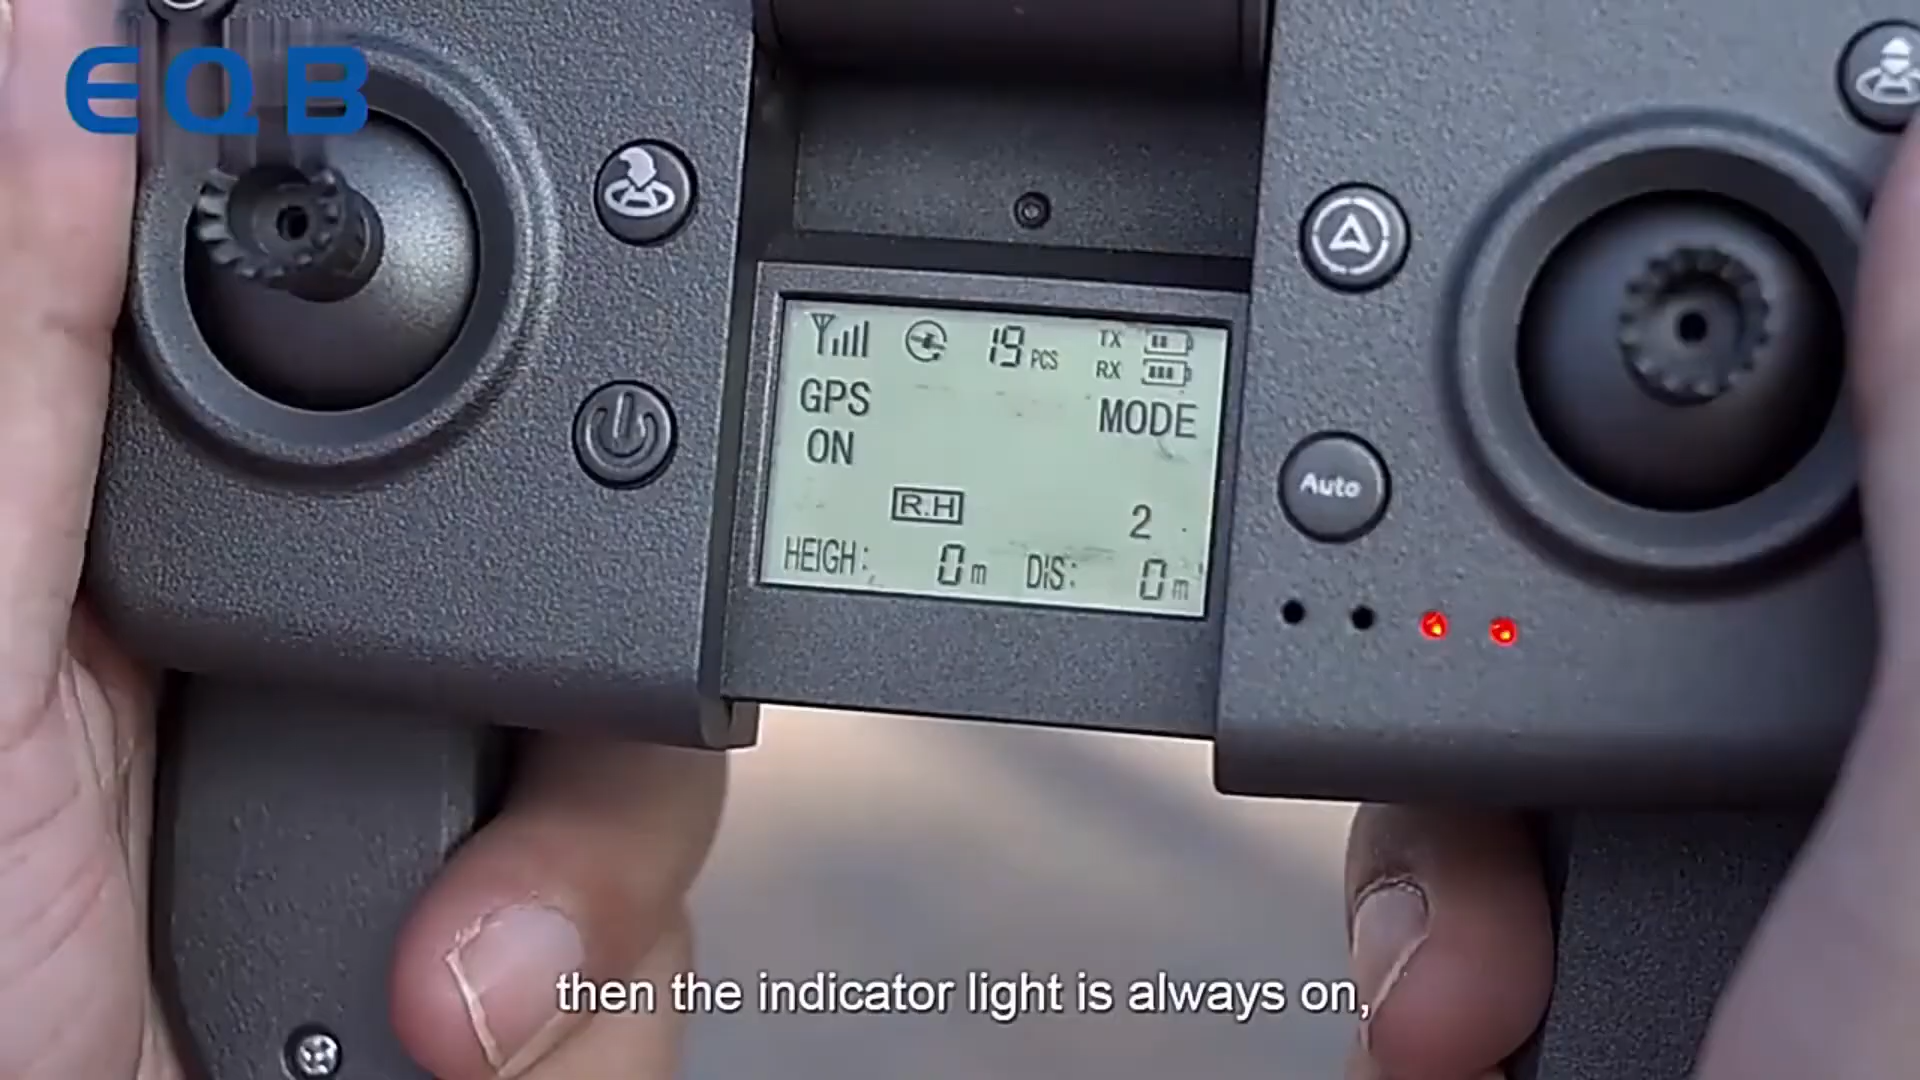 EQB
19 PCS
TX
RX
GPS
ON
MODE
R.H
2
HEIGH: 0m DIS: 0m
Auto
then the indicator light is always on,